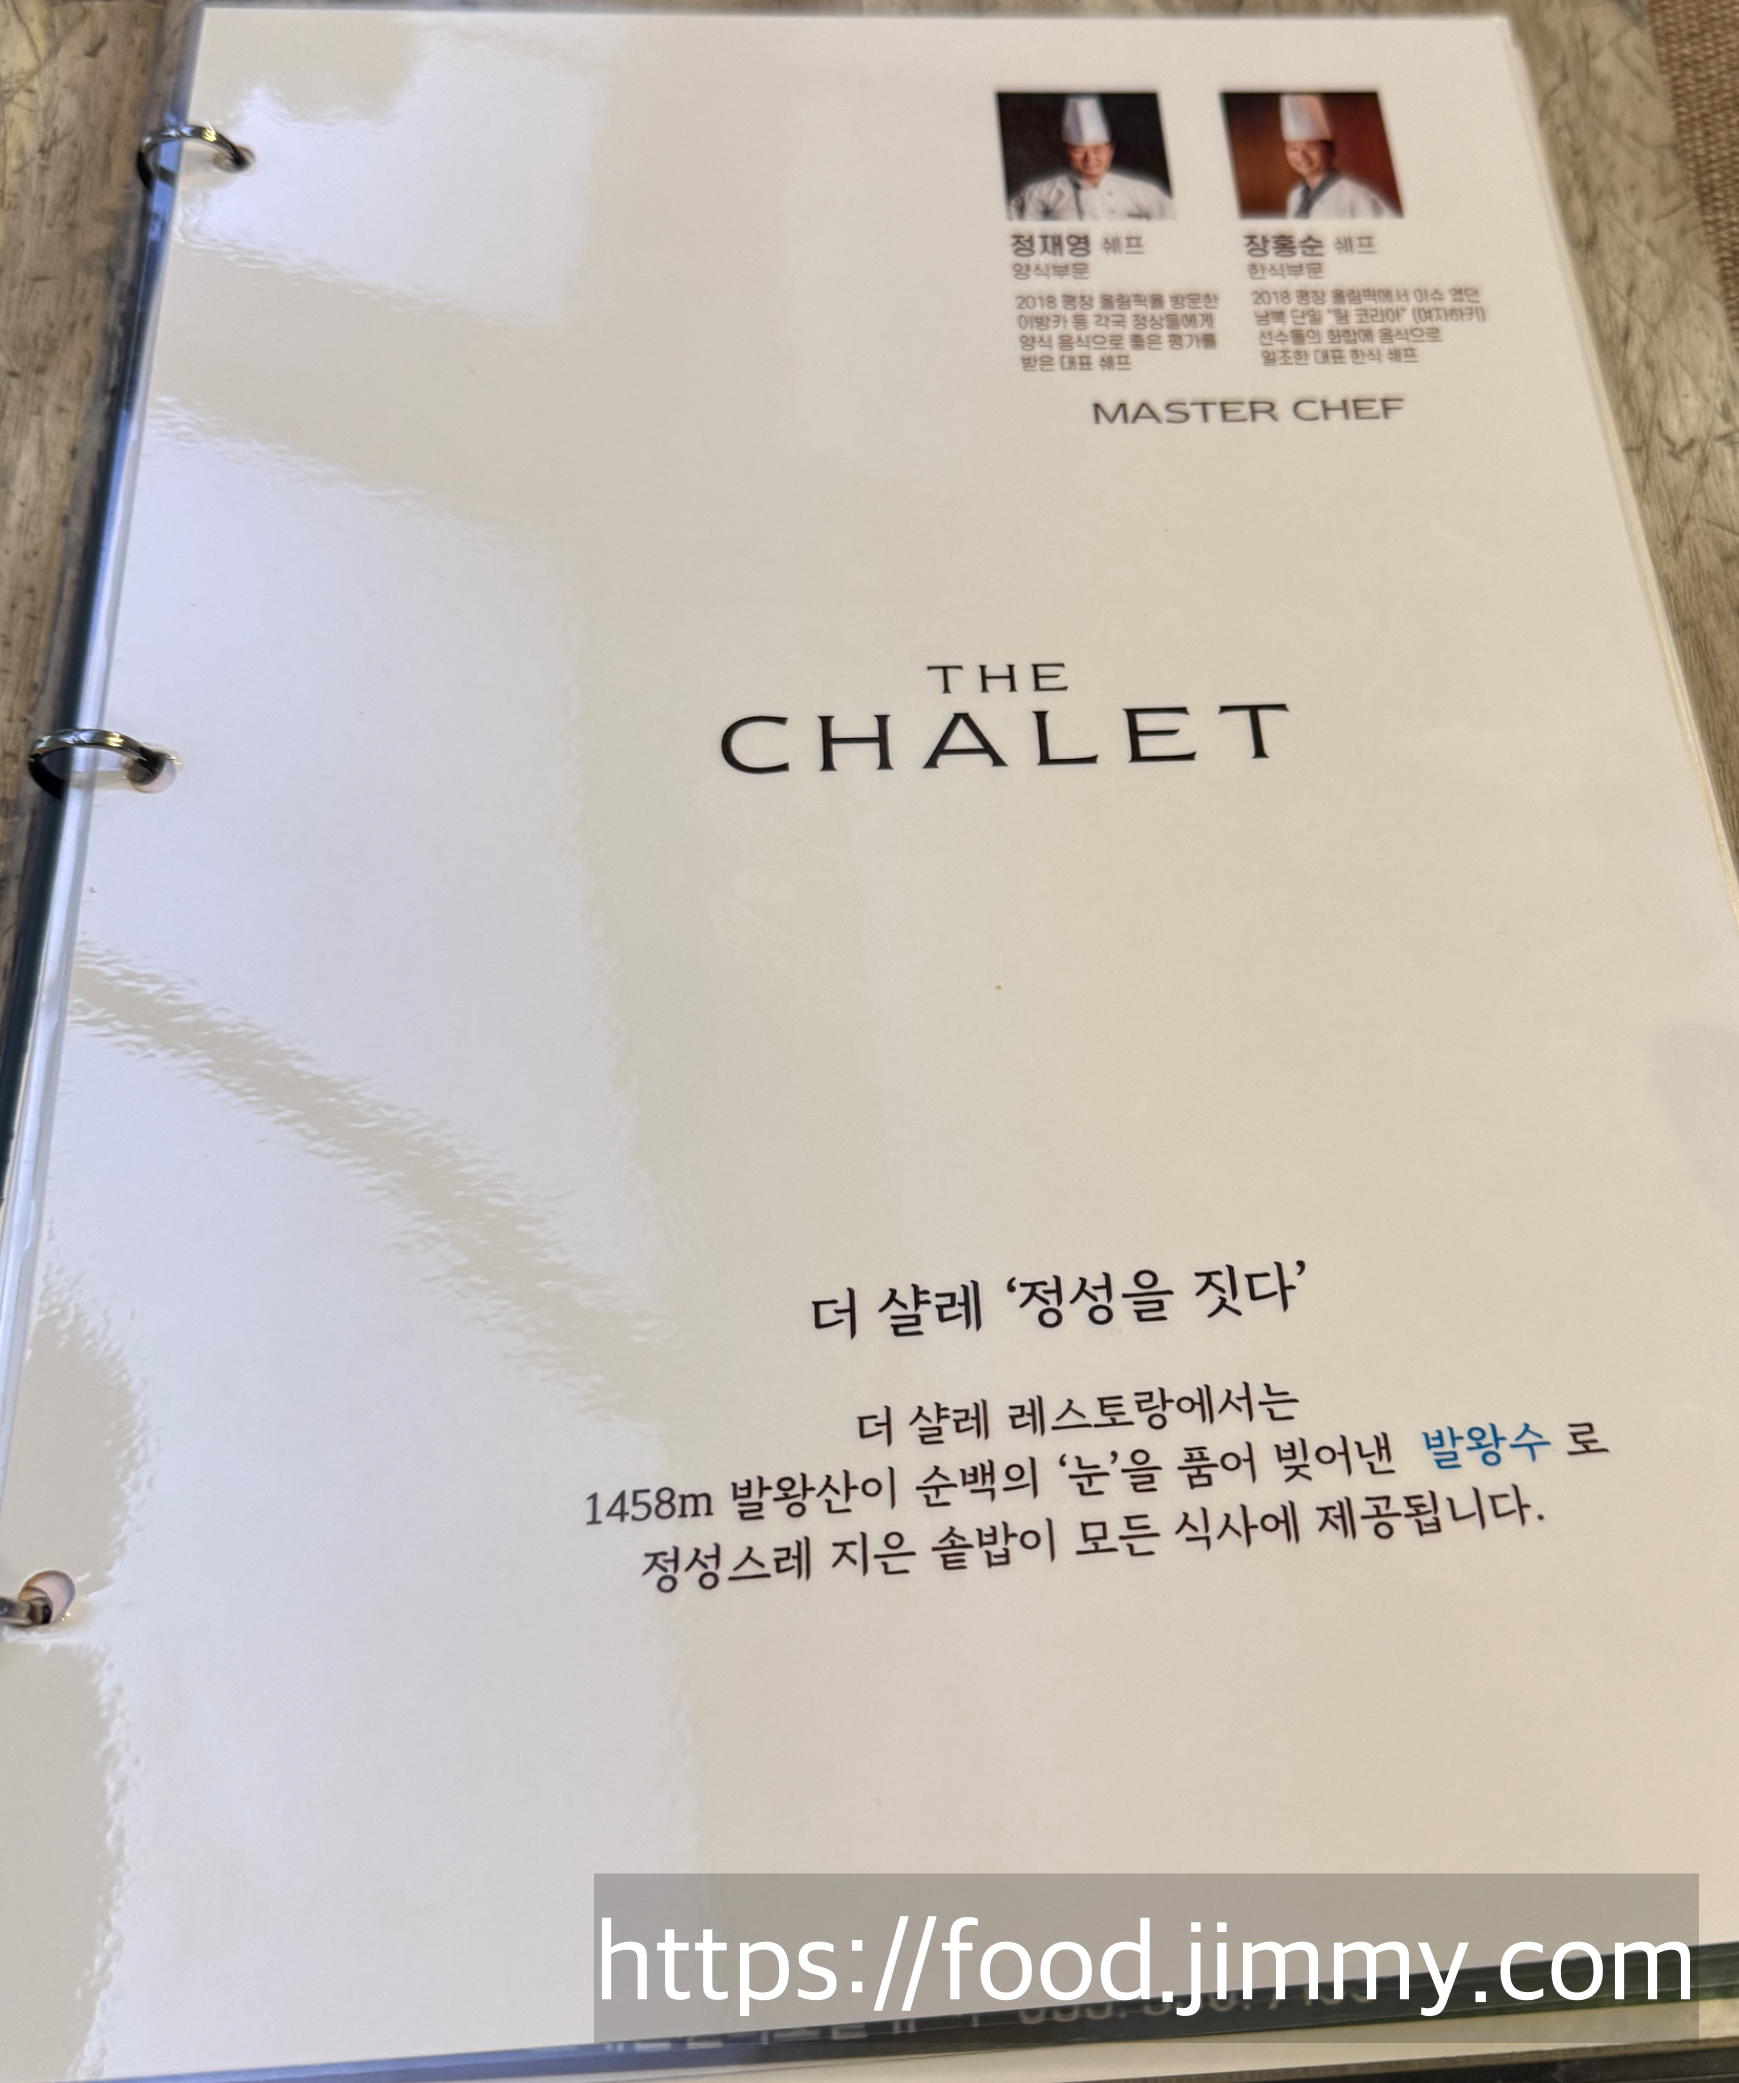 정재영 쉐프
양식부문
2018 평창 올림픽을 방문한
이방카 등 각국 정상들에게
양식 음식으로 좋은 평가를
받은 대표 쉐프
장홍순 쉐프
한식부문
2018 평창 올림픽에서 이슈 였던
남북 단일 "팀 코리아" (여자하키)
선수들의 화합에 음식으로
일조한 대표 한식 쉐프
MASTER CHEF
THE
CHALET
더 샬레 ‘정성을 짓다’
더 샬레 레스토랑에서는
1458m 발왕산이 순백의 ‘눈’을 품어 빚어낸 발왕수 로
정성스레 지은 솥밥이 모든 식사에 제공됩니다.
https://food.jimmy.com